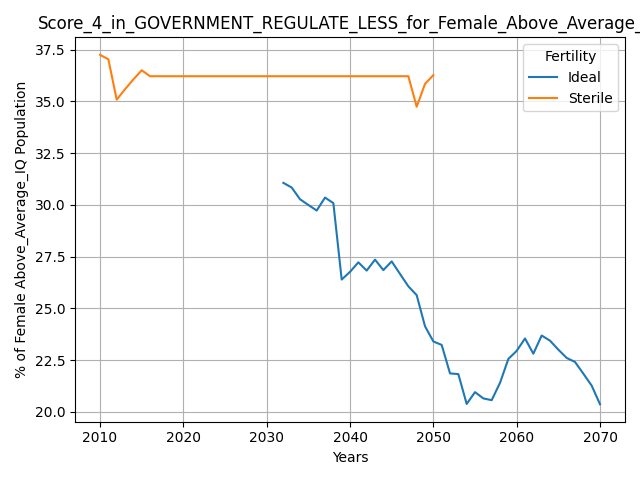 Score_4_in_GOVERNMENT_REGULATE_LESS_for_Female_Above_Average_
Fertility
Ideal
Sterile
% of Female Above_Average_IQ Population
37.5
35.0
32.5
30.0
27.5
25.0
22.5
20.0
2010
2020
2030
2040
2050
2060
2070
Years